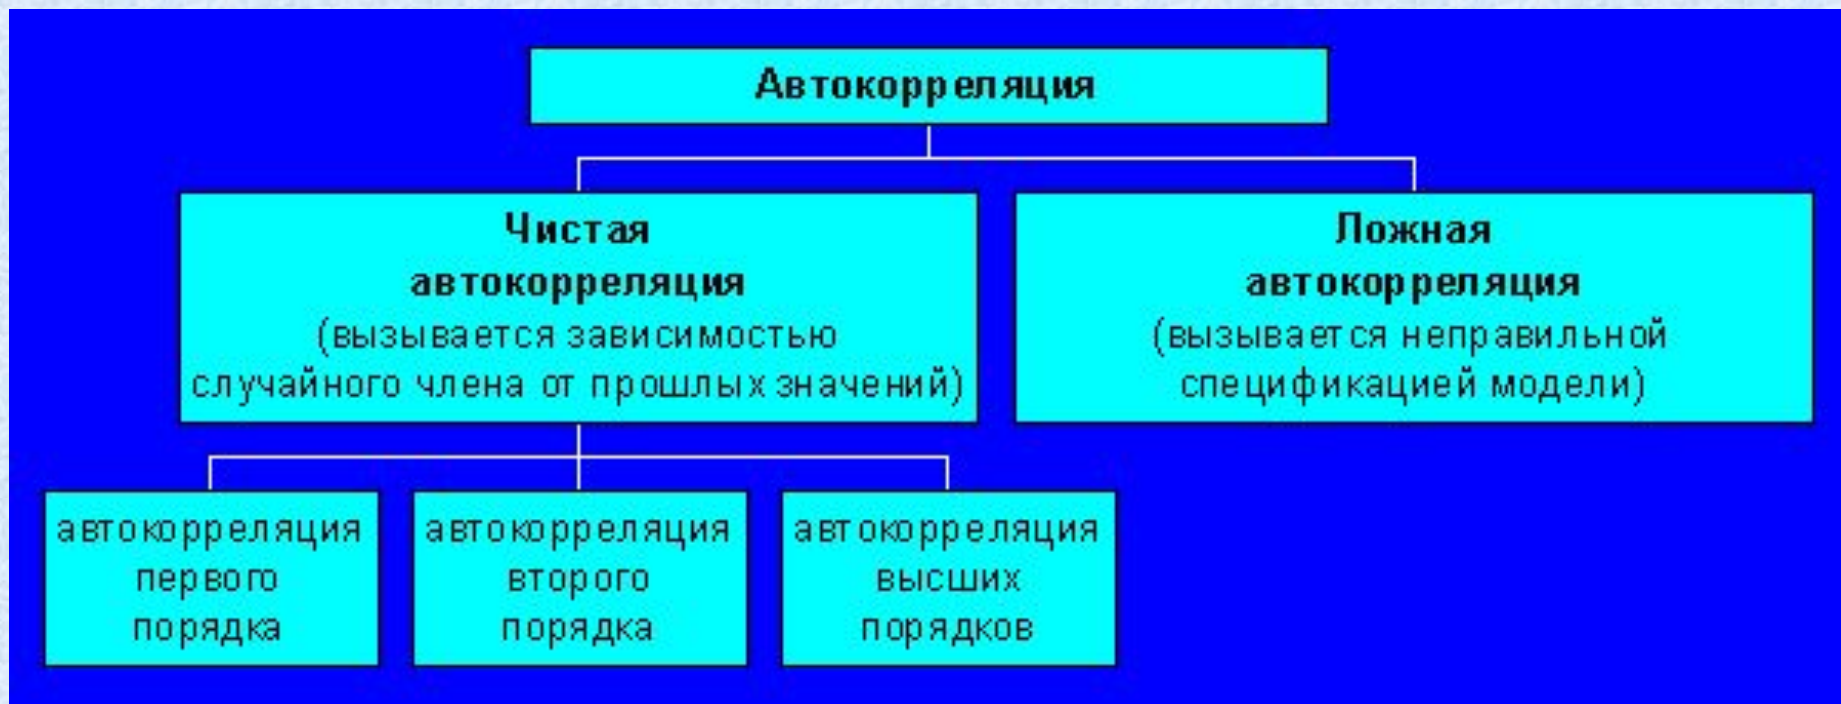 Автокорреляция
Чистая
автокорреляция
(вызывается зависимостью
случайного члена от прошлых значений)
Ложная
автокорреляция
(вызывается неправильной
спецификацией модели)
автокорреляция
первого
порядка
автокорреляция
второго
порядка
автокорреляция
высших
порядков